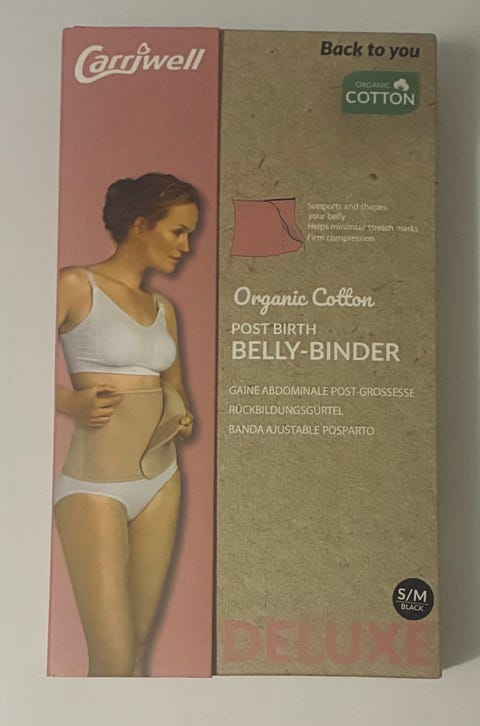 Carriwell
Back to you
ORGANIC
COTTON
Supports and shapes
your belly
Helps minimize stretch marks
Firm compression
Organic Cotton
POST BIRTH
BELLY-BINDER
GAINE ABDOMINALE POST-GROSSESSE
RÜCKBILDUNGSGÜRTEL
BANDA AJUSTABLE POSPARTO
S/M
BLACK
DELUXE